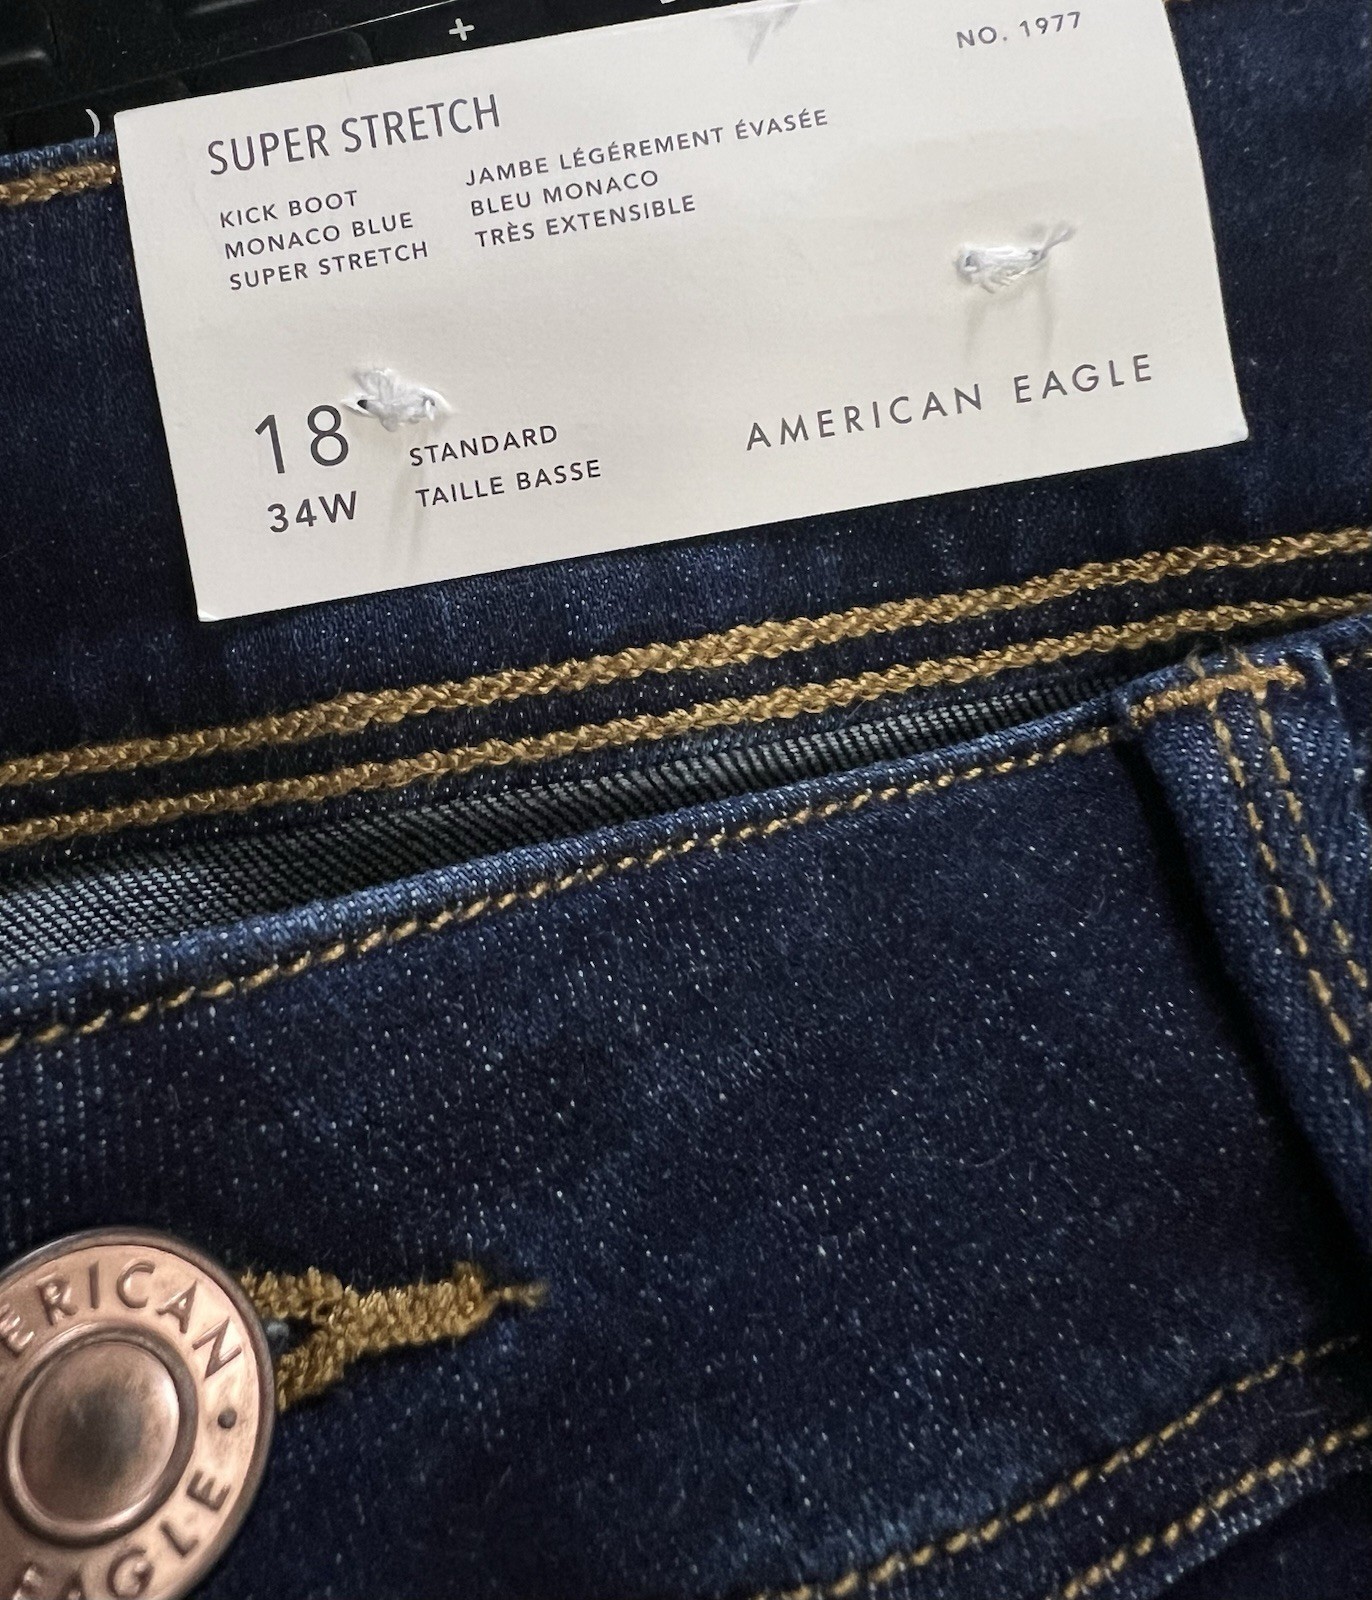 NO. 1977
SUPER STRETCH
KICK BOOT
MONACO BLUE
SUPER STRETCH
JAMBE LÉGÉREMENT ÉVASÉE
BLEU MONACO
TRÈS EXTENSIBLE
18
34W
STANDARD
TAILLE BASSE
AMERICAN EAGLE
ERICAN •
AGLE